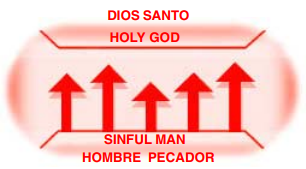 DIOS SANTO
HOLY GOD
SINFUL MAN
HOMBRE PECADOR